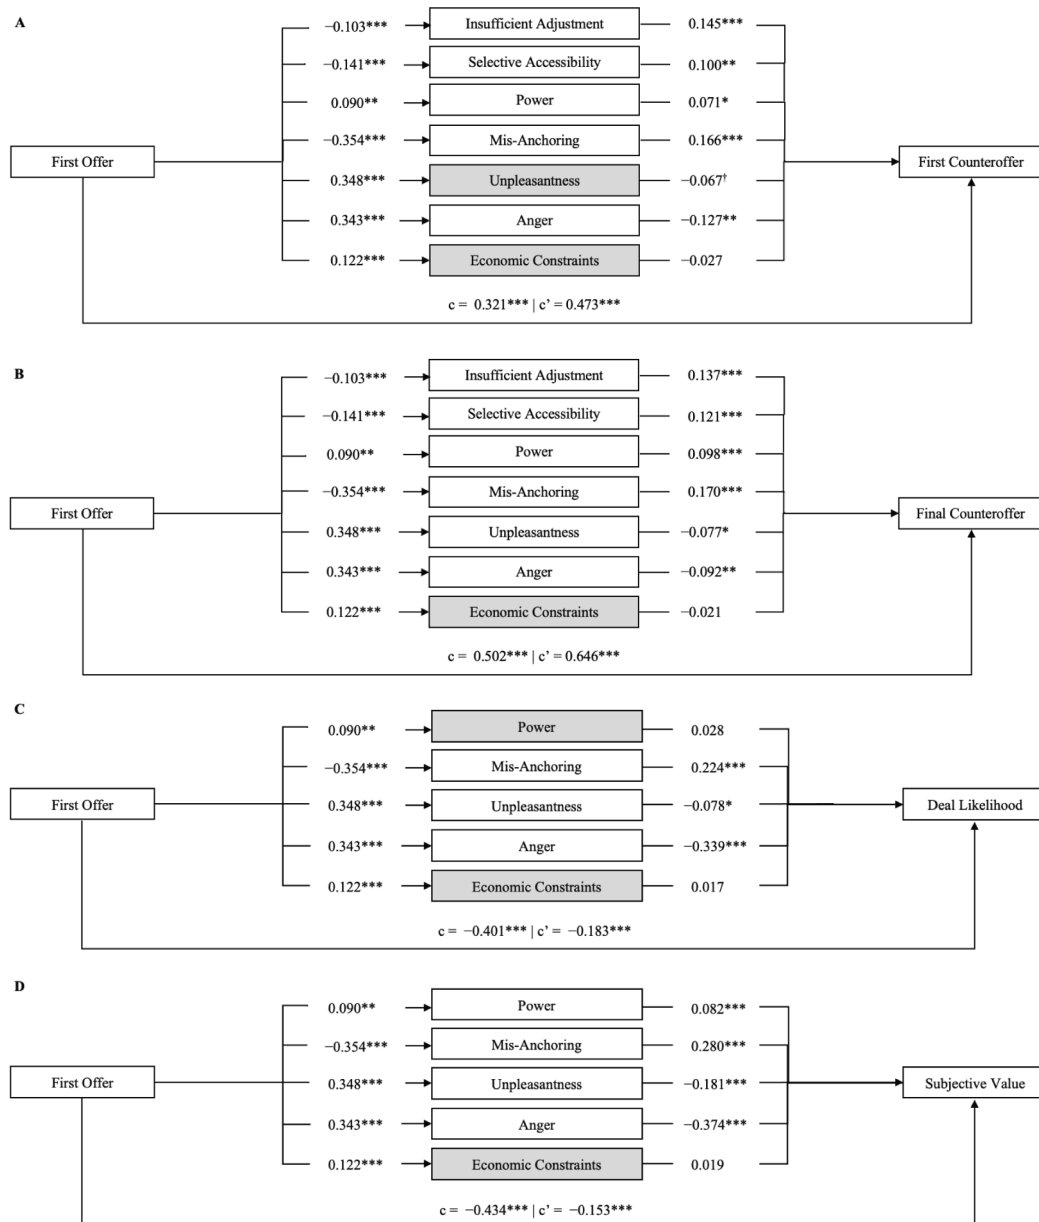 A
−0.103*** Insufficient Adjustment 0.145***
−0.141*** Selective Accessibility 0.100**
0.090** Power 0.071*
−0.354*** Mis-Anchoring 0.166***
First Offer First Counteroffer
0.348*** Unpleasantness −0.067†
0.343*** Anger −0.127**
0.122*** Economic Constraints −0.027
c = 0.321*** | c’ = 0.473***
B
−0.103*** Insufficient Adjustment 0.137***
−0.141*** Selective Accessibility 0.121***
0.090** Power 0.098***
−0.354*** Mis-Anchoring 0.170***
First Offer Final Counteroffer
0.348*** Unpleasantness −0.077*
0.343*** Anger −0.092**
0.122*** Economic Constraints −0.021
c = 0.502*** | c’ = 0.646***
C
0.090** Power 0.028
−0.354*** Mis-Anchoring 0.224***
First Offer 0.348*** Unpleasantness −0.078* Deal Likelihood
0.343*** Anger −0.339***
0.122*** Economic Constraints 0.017
c = −0.401*** | c’ = −0.183***
D
0.090** Power 0.082***
−0.354*** Mis-Anchoring 0.280***
First Offer 0.348*** Unpleasantness −0.181*** Subjective Value
0.343*** Anger −0.374***
0.122*** Economic Constraints 0.019
c = −0.434*** | c’ = −0.153***